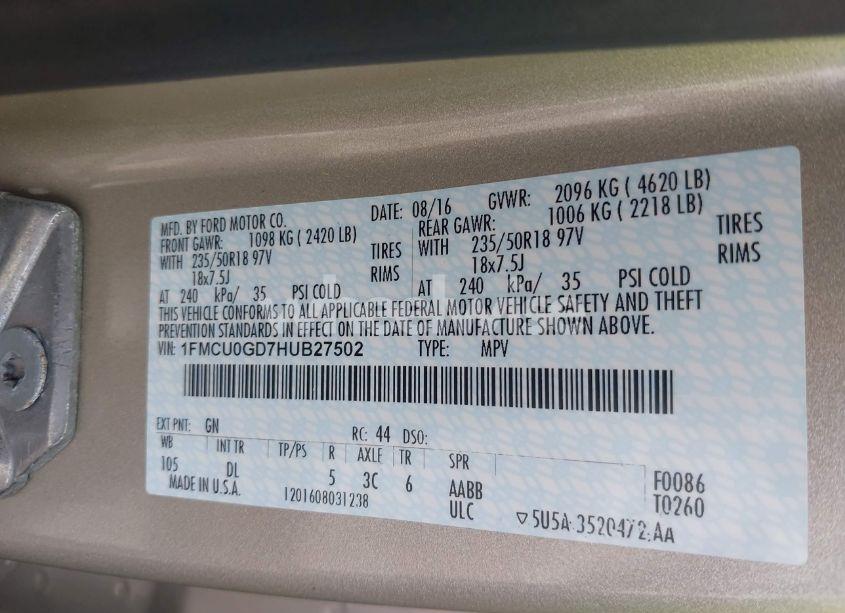 MFD. BY FORD MOTOR CO. DATE: 08/16 GVWR: 2096 KG ( 4620 LB)
FRONT GAWR: 1098 KG ( 2420 LB) REAR GAWR: 1006 KG ( 2218 LB)
WITH 235/50R18 97V TIRES WITH 235/50R18 97V TIRES
18x7.5J RIMS 18x7.5J RIMS
AT 240 kPa/ 35 PSI COLD AT 240 kPa/ 35 PSI COLD
THIS VEHICLE CONFORMS TO ALL APPLICABLE FEDERAL MOTOR VEHICLE SAFETY AND THEFT
PREVENTION STANDARDS IN EFFECT ON THE DATE OF MANUFACTURE SHOWN ABOVE.
VIN: 1FMCU0GD7HUB27502 TYPE: MPV
EXT PNT: GN RC: 44 DSO:
WB INT TR TP/PS R AXLE TR SPR
105 DL 5 3C 6 AABB F0086
MADE IN U.S.A. 1201608031238 ULC T0260
▽5U5A-3520472-AA